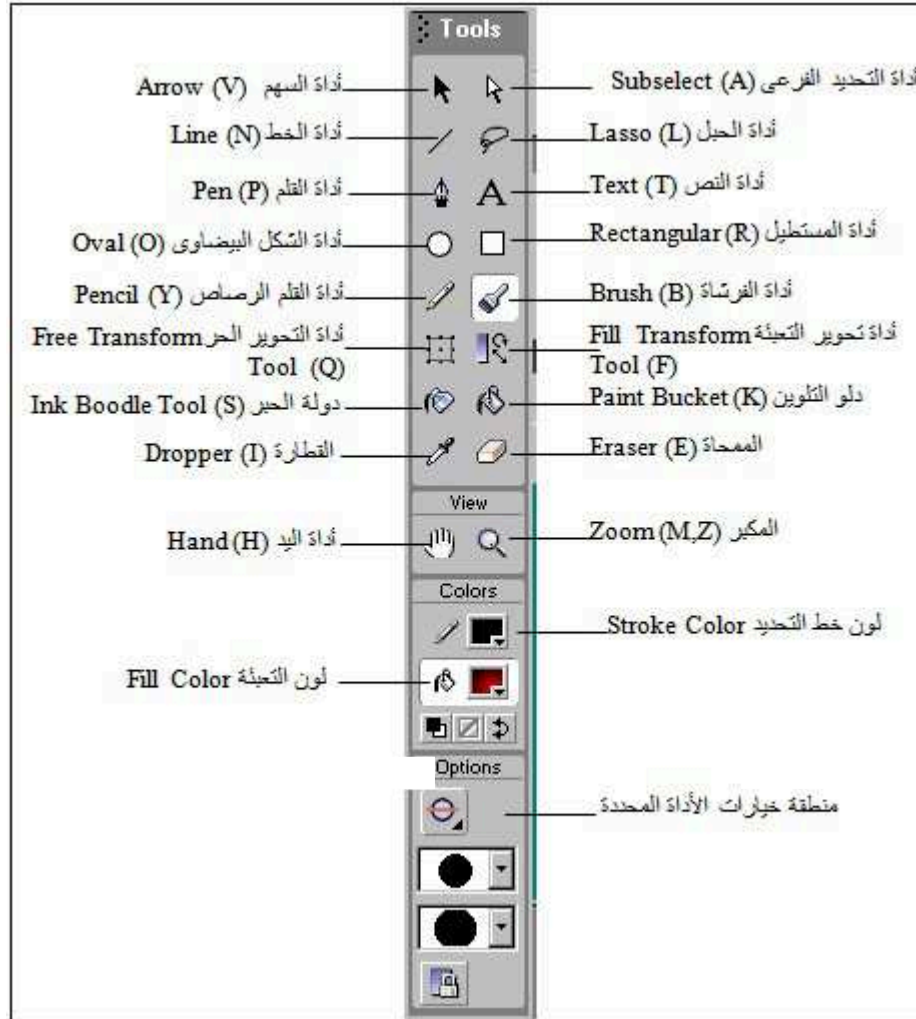 Tools
Arrow (V) أداة السهم
Subselect (A) أداة التحديد الفرعى
Line (N) أداة الخط
Lasso (L) أداة الحبل
Pen (P) أداة القلم
Text (T) أداة النص
Oval (O) أداة الشكل البيضاوى
Rectangular (R) أداة المستطيل
Pencil (Y) أداة القلم الرصاص
Brush (B) أداة الفرشاة
Free Transform أداة التحوير الحر
Tool (Q)
Fill Transform أداة تحوير التعبئة
Tool (F)
Ink Boodle Tool (S) دولة الحبر
Paint Bucket (K) دلو التلوين
Dropper (I) القطارة
Eraser (E) الممحاة
View
Hand (H) أداة اليد
Zoom (M,Z) المكبر
Colors
Stroke Color لون خط التحديد
Fill Color لون التعبئة
Options
منطقة خيارات الأداة المحددة